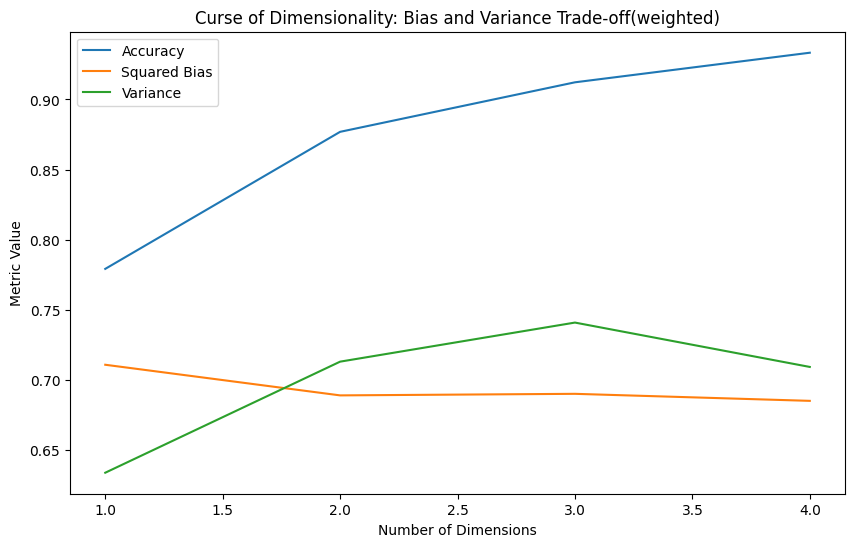 Curse of Dimensionality: Bias and Variance Trade-off(weighted)
Accuracy
Squared Bias
Variance
0.90
0.85
0.80
0.75
0.70
0.65
Metric Value
1.0 1.5 2.0 2.5 3.0 3.5 4.0
Number of Dimensions